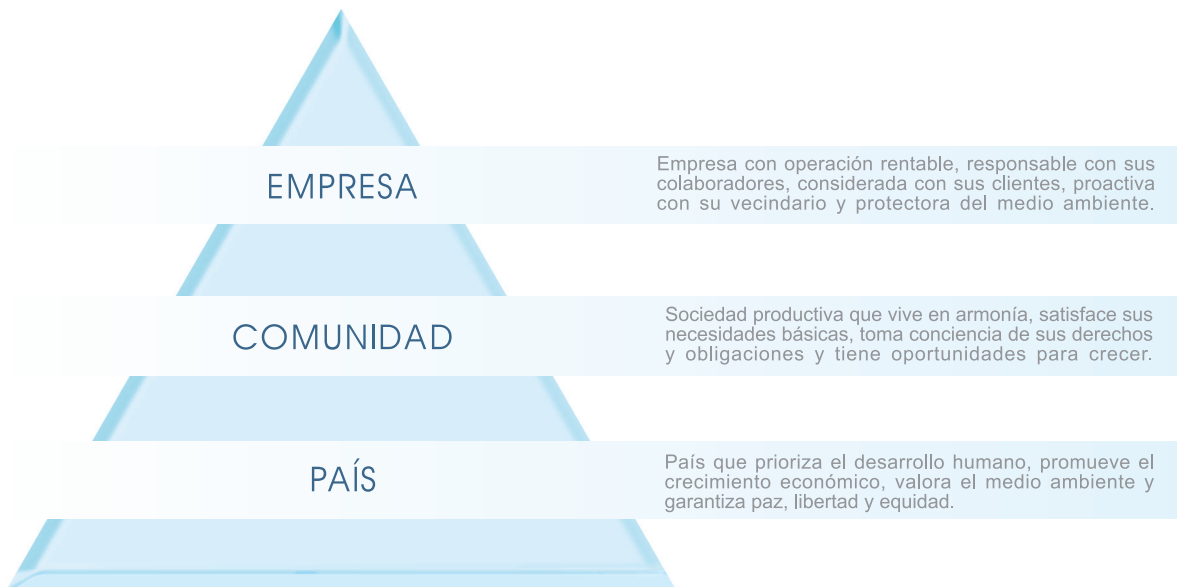 EMPRESA
Empresa con operación rentable, responsable con sus
colaboradores, considerada con sus clientes, proactiva
con su vecindario y protectora del medio ambiente.
COMUNIDAD
Sociedad productiva que vive en armonía, satisface sus
necesidades básicas, toma conciencia de sus derechos
y obligaciones y tiene oportunidades para crecer.
PAÍS
País que prioriza el desarrollo humano, promueve el
crecimiento económico, valora el medio ambiente y
garantiza paz, libertad y equidad.